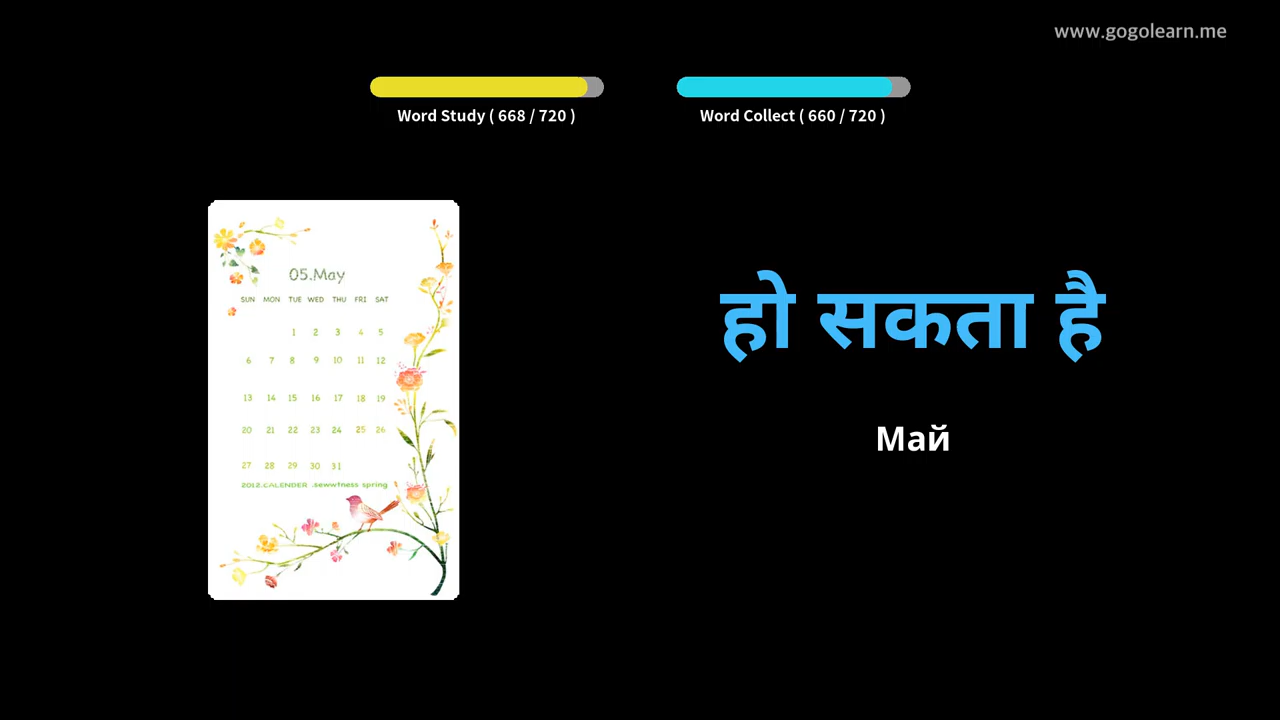 www.gogolearn.me
Word Study ( 668 / 720 )
Word Collect ( 660 / 720 )
05.May
SUN MON TUE WED THU FRI SAT
1 2 3 4 5
6 7 8 9 10 11 12
13 14 15 16 17 18 19
20 21 22 23 24 25 26
27 28 29 30 31
2012.CALENDER .sewwtness spring
हो सकता है
Май